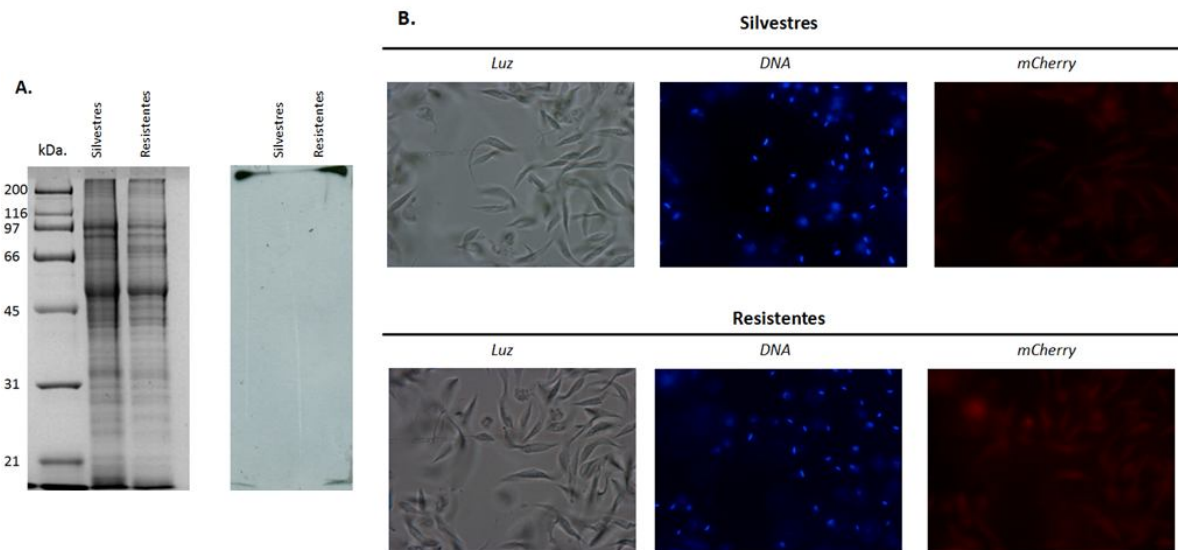 A.
kDa.
Silvestres
Resistentes
200
116
97
66
45
31
21
Silvestres
Resistentes
B.
Silvestres
Luz DNA mCherry
Resistentes
Luz DNA mCherry